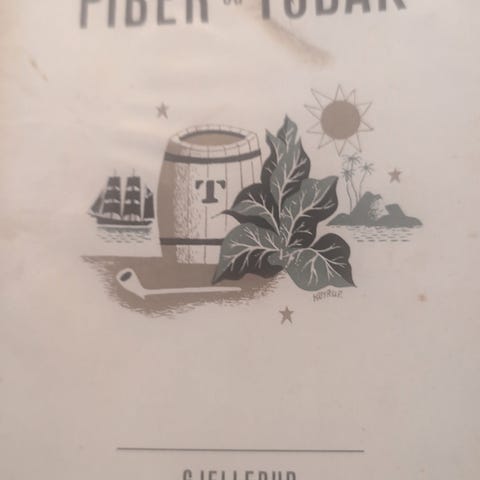 PIBER OG TOBAK
T
HØYRUP.
GJELLERUP